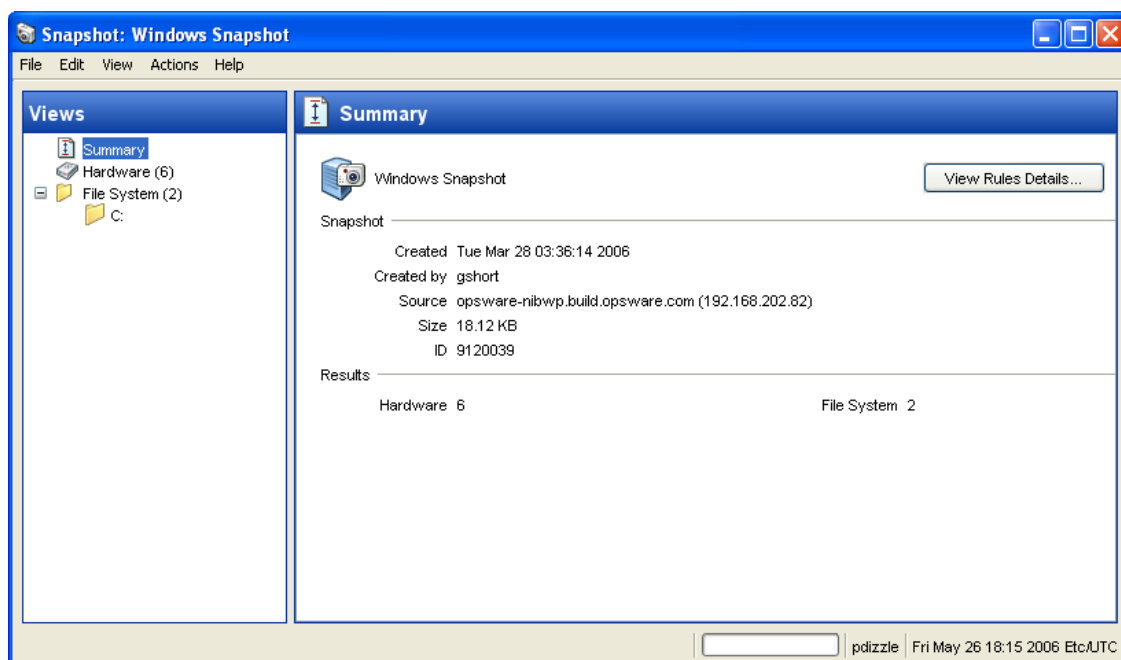 Snapshot: Windows Snapshot
File Edit View Actions Help
Views
Summary
Hardware (6)
File System (2)
C:
Summary
Windows Snapshot
View Rules Details...
Snapshot
Created Tue Mar 28 03:36:14 2006
Created by gshort
Source opsware-nibwp.build.opsware.com (192.168.202.82)
Size 18.12 KB
ID 9120039
Results
Hardware 6 File System 2
pdizzle Fri May 26 18:15 2006 Etc/UTC